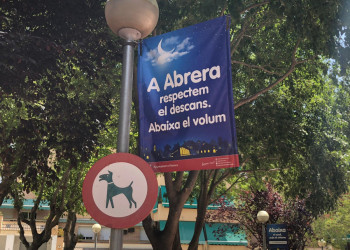 A Abrera
respectem
el descans.
Abaixa el volum